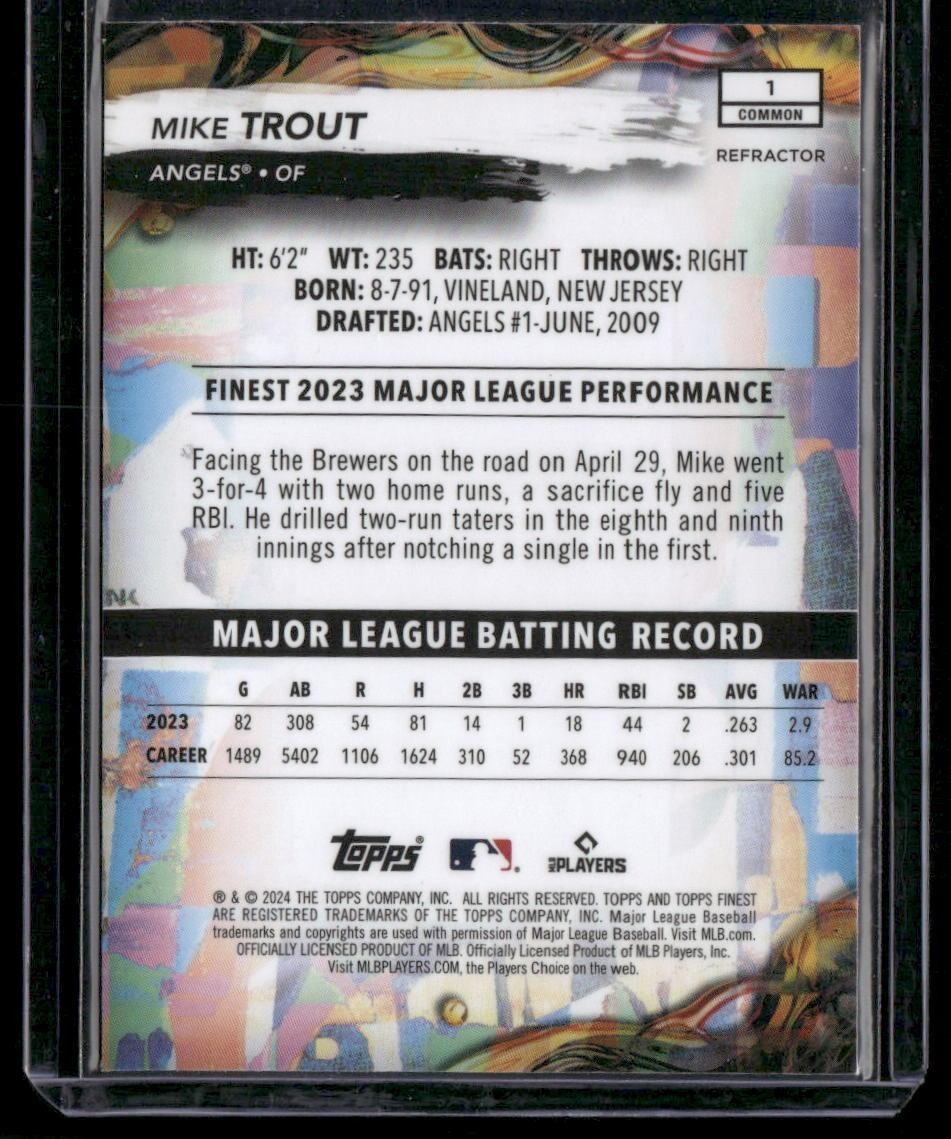 MIKE TROUT
ANGELS® • OF
1
COMMON
REFRACTOR
HT: 6'2" WT: 235 BATS: RIGHT THROWS: RIGHT
BORN: 8-7-91, VINELAND, NEW JERSEY
DRAFTED: ANGELS #1-JUNE, 2009
FINEST 2023 MAJOR LEAGUE PERFORMANCE
Facing the Brewers on the road on April 29, Mike went
3-for-4 with two home runs, a sacrifice fly and five
RBI. He drilled two-run taters in the eighth and ninth
innings after notching a single in the first.
MAJOR LEAGUE BATTING RECORD
G AB R H 2B 3B HR RBI SB AVG WAR
2023 82 308 54 81 14 1 18 44 2 .263 2.9
CAREER 1489 5402 1106 1624 310 52 368 940 206 .301 85.2
Topps® MLB PLAYERS
® & © 2024 THE TOPPS COMPANY, INC. ALL RIGHTS RESERVED. TOPPS AND TOPPS FINEST
ARE REGISTERED TRADEMARKS OF THE TOPPS COMPANY, INC. Major League Baseball
trademarks and copyrights are used with permission of Major League Baseball. Visit MLB.com.
OFFICIALLY LICENSED PRODUCT OF MLB. Officially Licensed Product of MLB Players, Inc.
Visit MLBPLAYERS.COM, the Players Choice on the web.